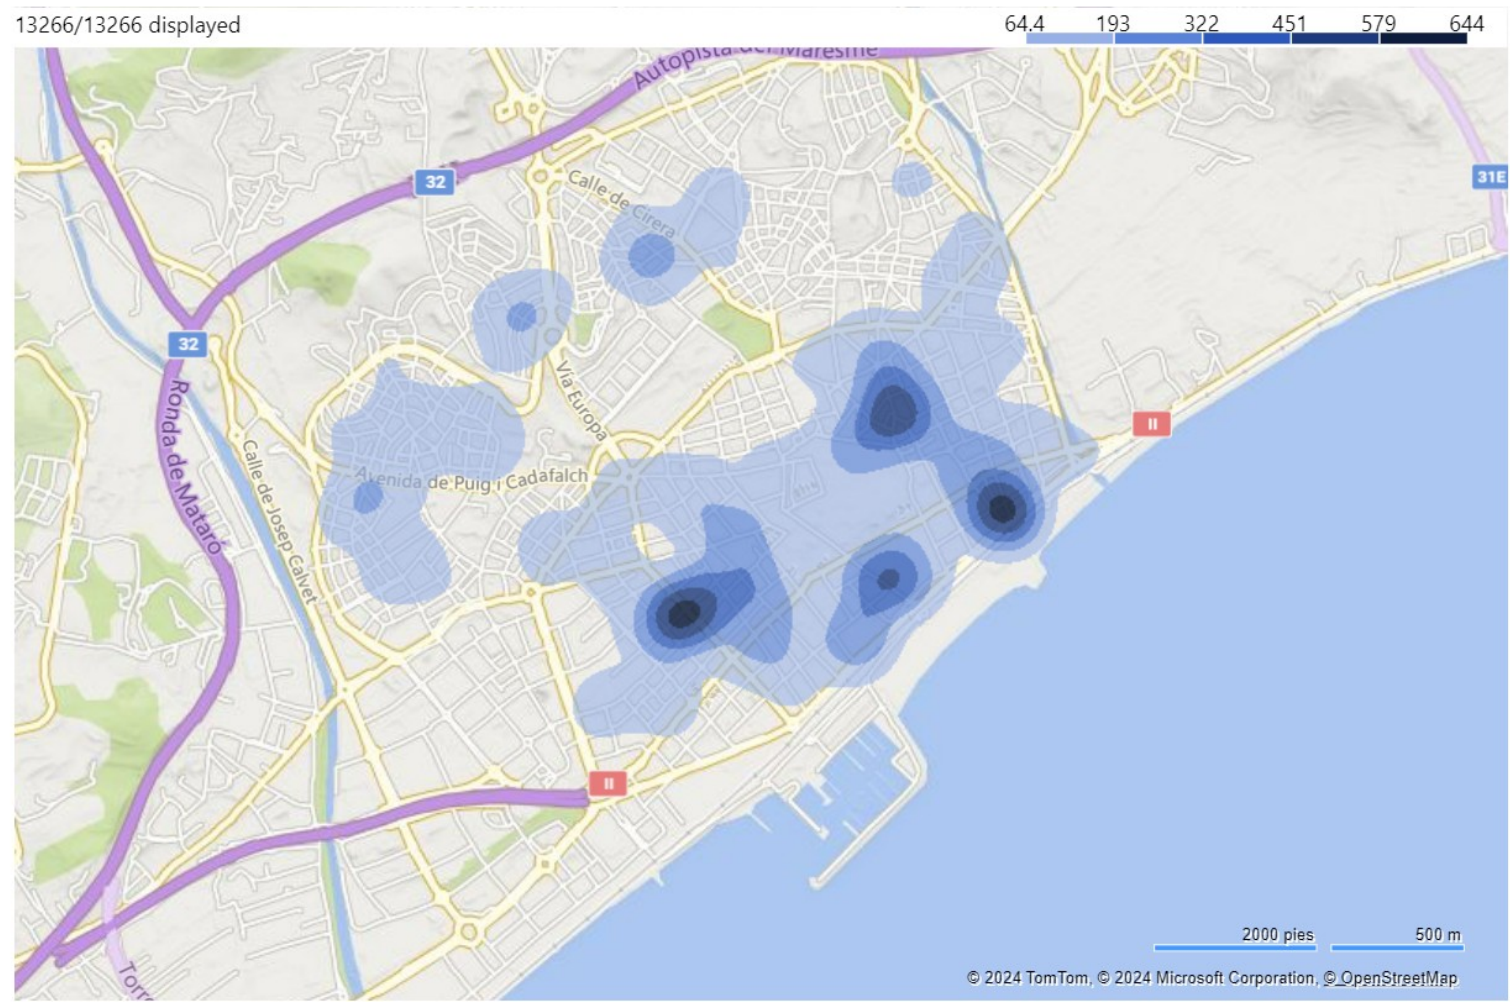 13266/13266 displayed
64.4 193 322 451 579 644
Autopista del Maresme
32
Calle de Cirera
31E
32
Vía Europa
Ronda de Mataró
II
Calle de Josep Calvet
Avenida de Puig i Cadafalch
II
2000 pies 500 m
Torre
© 2024 TomTom, © 2024 Microsoft Corporation, © OpenStreetMap